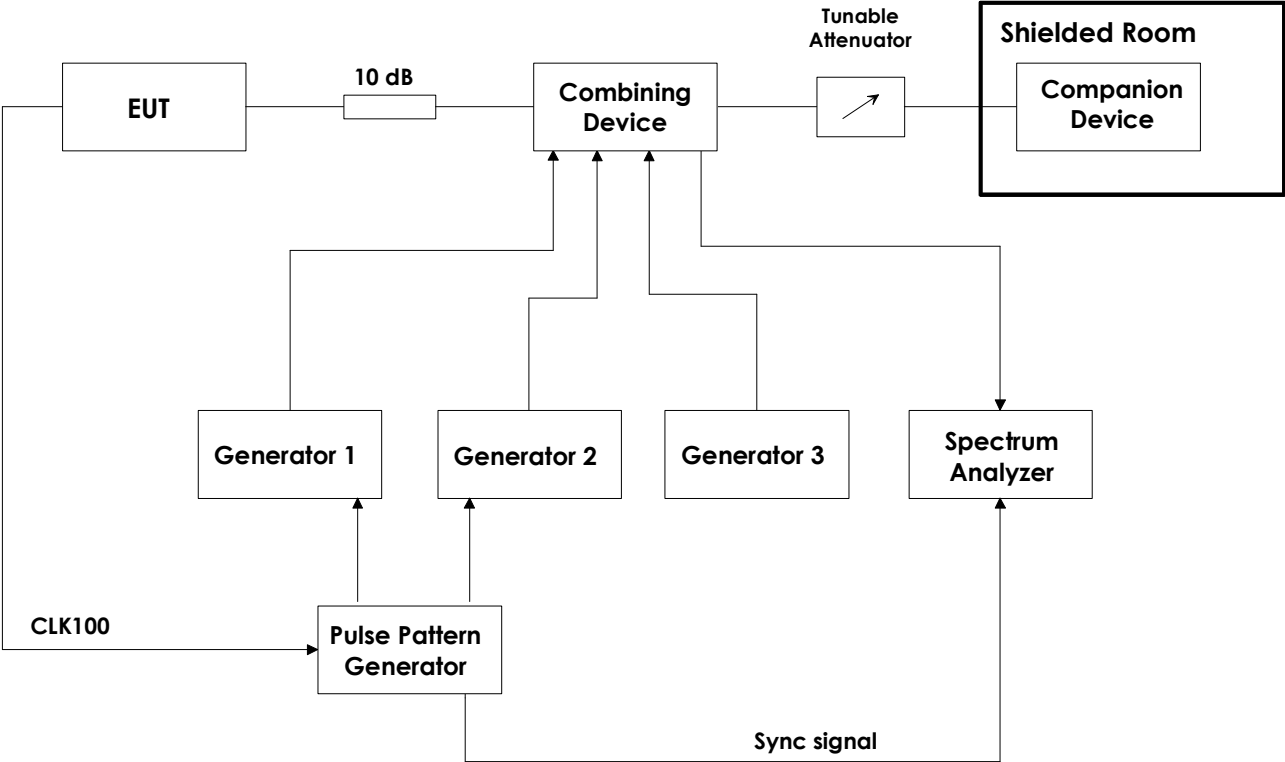 Tunable
Attenuator
Shielded Room
EUT
10 dB
Combining
Device
Companion
Device
Generator 1
Generator 2
Generator 3
Spectrum
Analyzer
CLK100
Pulse Pattern
Generator
Sync signal